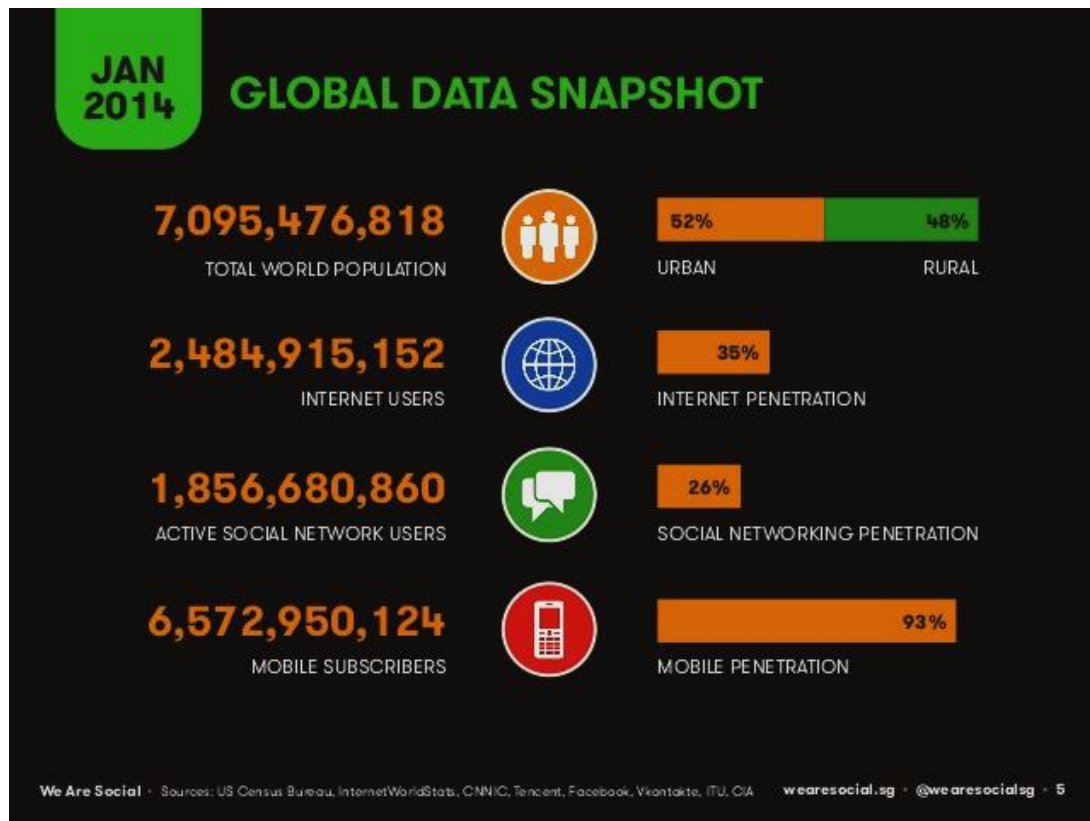 JAN
2014
GLOBAL DATA SNAPSHOT
7,095,476,818
TOTAL WORLD POPULATION
52%
48%
URBAN
RURAL
2,484,915,152
INTERNET USERS
35%
INTERNET PENETRATION
1,856,680,860
ACTIVE SOCIAL NETWORK USERS
26%
SOCIAL NETWORKING PENETRATION
6,572,950,124
MOBILE SUBSCRIBERS
93%
MOBILE PENETRATION
We Are Social • Sources: US Census Bureau, InternetWorldStats, CNNIC, Tencent, Facebook, Vkontakte, ITU, CIA
wearesocial.sg • @wearesocialsg • 5